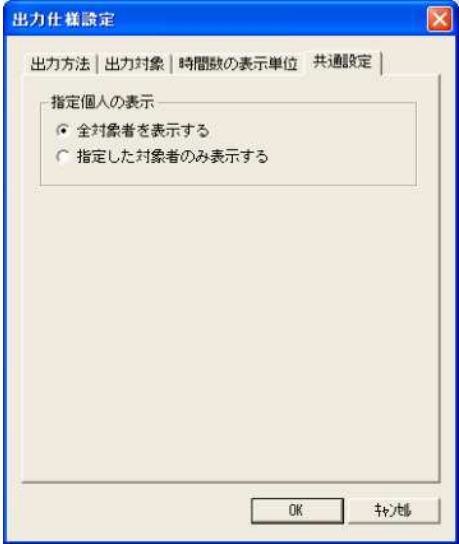 出力仕様設定
出力方法 出力対象 時間数の表示単位 共通設定
指定個人の表示
全対象者を表示する
指定した対象者のみ表示する
OK ｷｬﾝｾﾙ